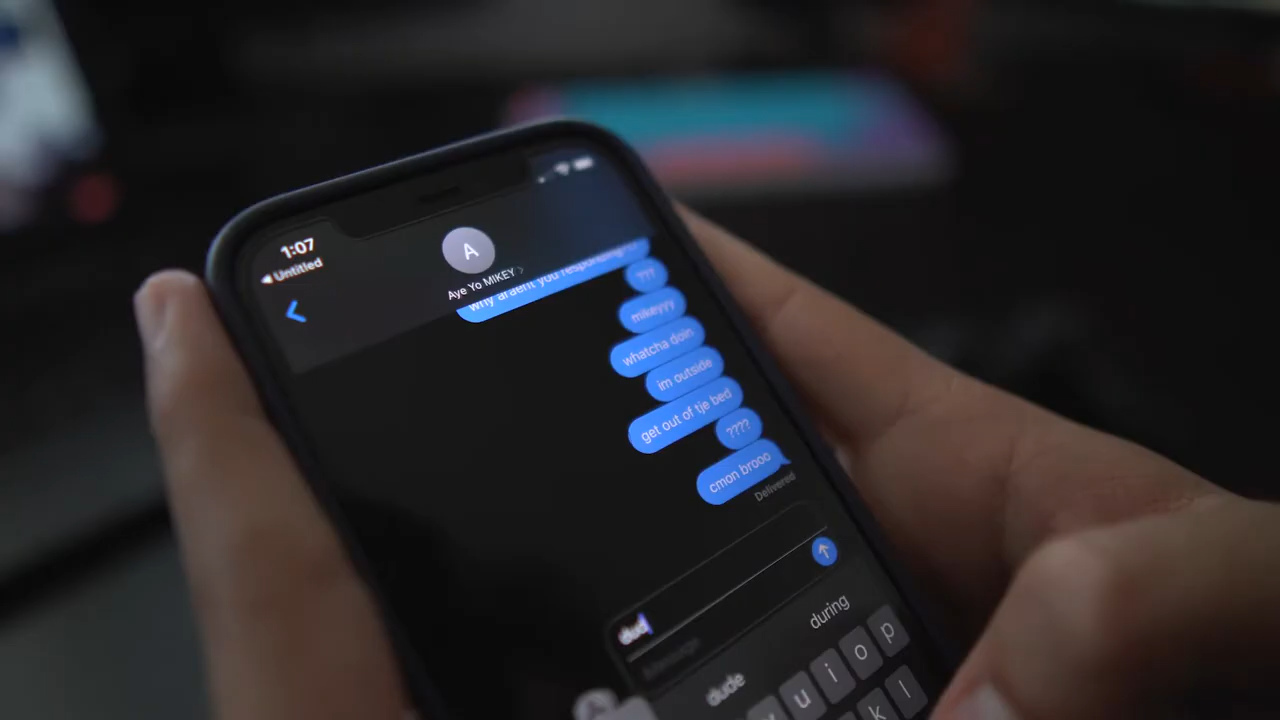 1:07
Untitled
A
Aye Yo MIKEY
why araent you responding??
???
mikeyyy
whatcha doin
im outside
get out of tje bed
????
cmon brooo
Delivered
dud
dude
during
u i o p
k l